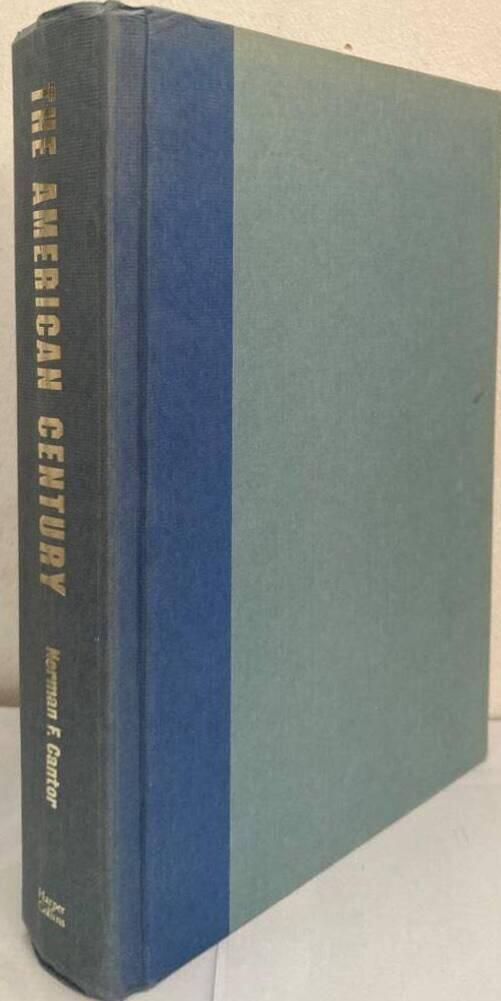 THE AMERICAN CENTURY
Norman F. Cantor
Harper
Collins